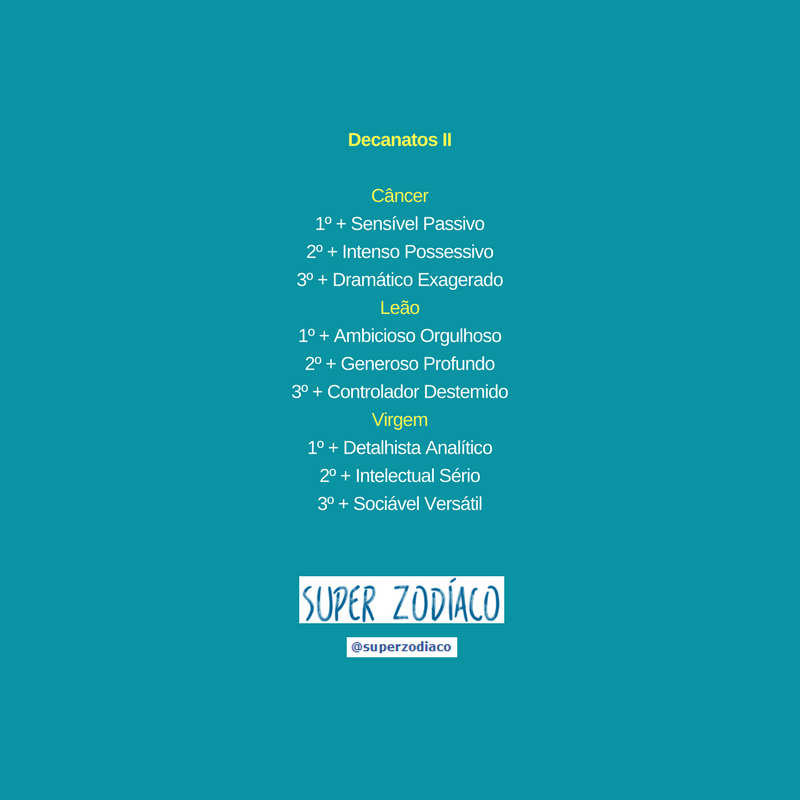 Decanatos II
Câncer
1º + Sensível Passivo
2º + Intenso Possessivo
3º + Dramático Exagerado
Leão
1º + Ambicioso Orgulhoso
2º + Generoso Profundo
3º + Controlador Destemido
Virgem
1º + Detalhista Analítico
2º + Intelectual Sério
3º + Sociável Versátil
SUPER ZODÍACO
@superzodiaco